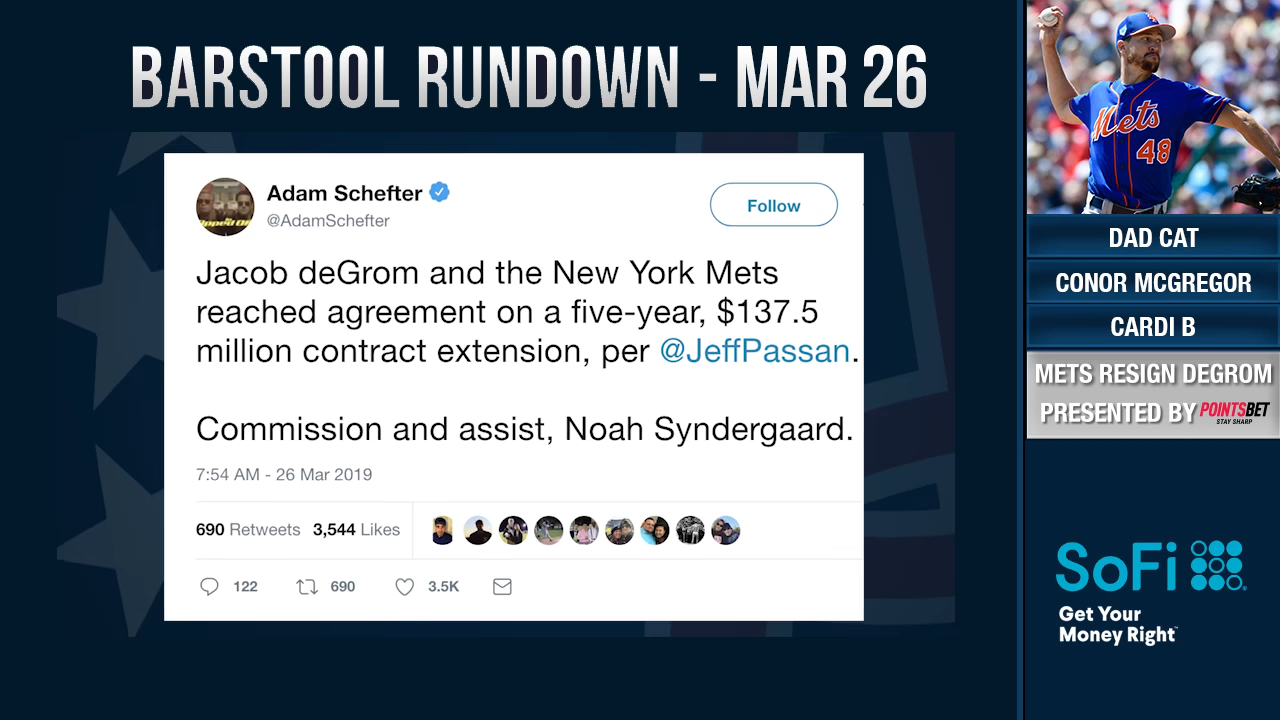 BARSTOOL RUNDOWN - MAR 26
Adam Schefter
@AdamSchefter
Follow
Jacob deGrom and the New York Mets
reached agreement on a five-year, $137.5
million contract extension, per @JeffPassan.
Commission and assist, Noah Syndergaard.
7:54 AM - 26 Mar 2019
690 Retweets 3,544 Likes
122 690 3.5K
Mets
48
DAD CAT
CONOR MCGREGOR
CARDI B
METS RESIGN DEGROM
PRESENTED BY POINTSBET
STAY SHARP
SoFi
Get Your
Money Right™